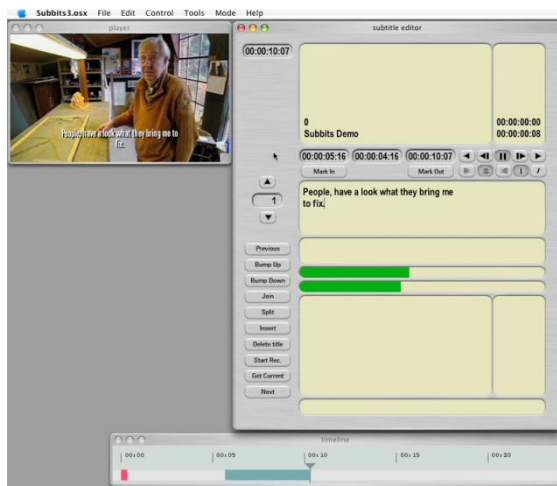 Subbits3.osx File Edit Control Tools Mode Help
player
People, have a look what they bring me to
fix.
subtitle editor
00:00:10:07
0
Subbits Demo
00:00:00:00
00:00:00:08
00:00:05:16 00:00:04:16 00:00:10:07
Mark In Mark Out
1
People, have a look what they bring me
to fix.
Previous
Bump Up
Bump Down
Join
Split
Insert
Delete title
Start Rec.
Get Current
Next
timeline
00:00 00:05 00:10 00:15 00:20